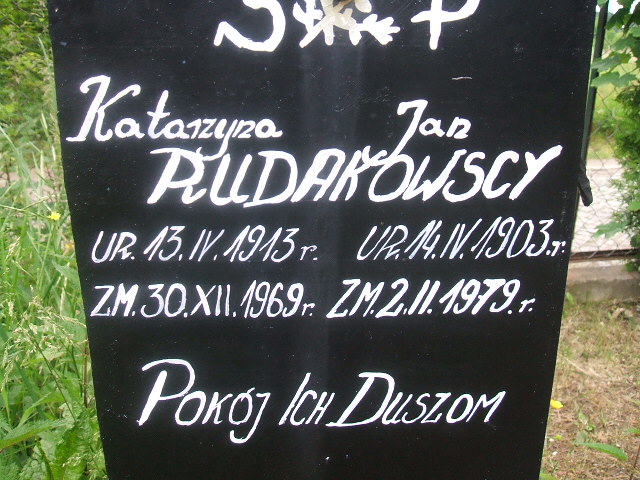 Ś P
Katarzyna Jan
RUDAKOWSCY
UR. 13.IV.1913 r. UR. 14.IV.1903.r
ZM. 30.XII.1969 r. ZM. 2.II.1979. r.
POKÓJ ICH DUSZOM